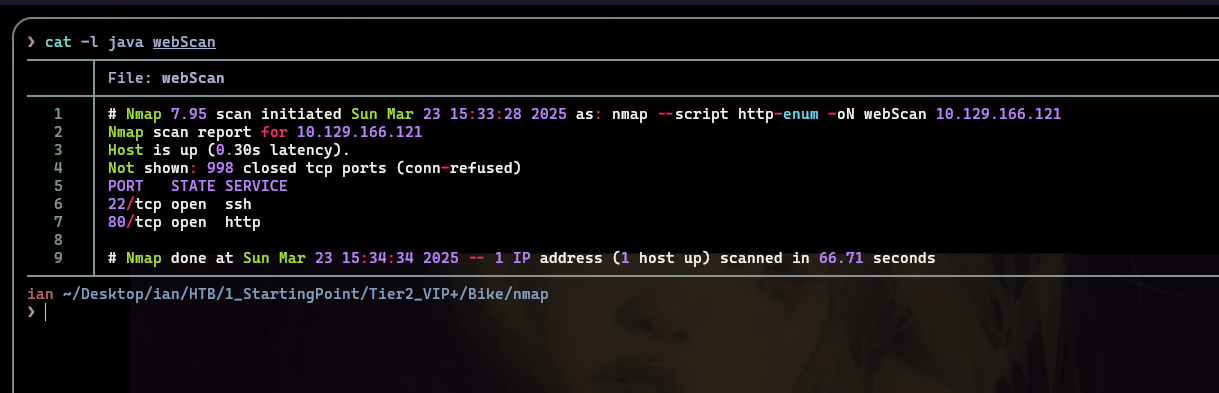 ❯ cat -l java webScan
File: webScan
1 # Nmap 7.95 scan initiated Sun Mar 23 15:33:28 2025 as: nmap --script http-enum -oN webScan 10.129.166.121
2 Nmap scan report for 10.129.166.121
3 Host is up (0.30s latency).
4 Not shown: 998 closed tcp ports (conn-refused)
5 PORT   STATE SERVICE
6 22/tcp open  ssh
7 80/tcp open  http
8
9 # Nmap done at Sun Mar 23 15:34:34 2025 -- 1 IP address (1 host up) scanned in 66.71 seconds
ian ~/Desktop/ian/HTB/1_StartingPoint/Tier2_VIP+/Bike/nmap
❯